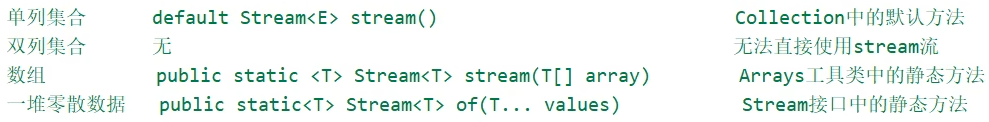 单列集合 default Stream<E> stream() Collection中的默认方法
双列集合 无 无法直接使用stream流
数组 public static <T> Stream<T> stream(T[] array) Arrays工具类中的静态方法
一堆零散数据 public static<T> Stream<T> of(T... values) Stream接口中的静态方法